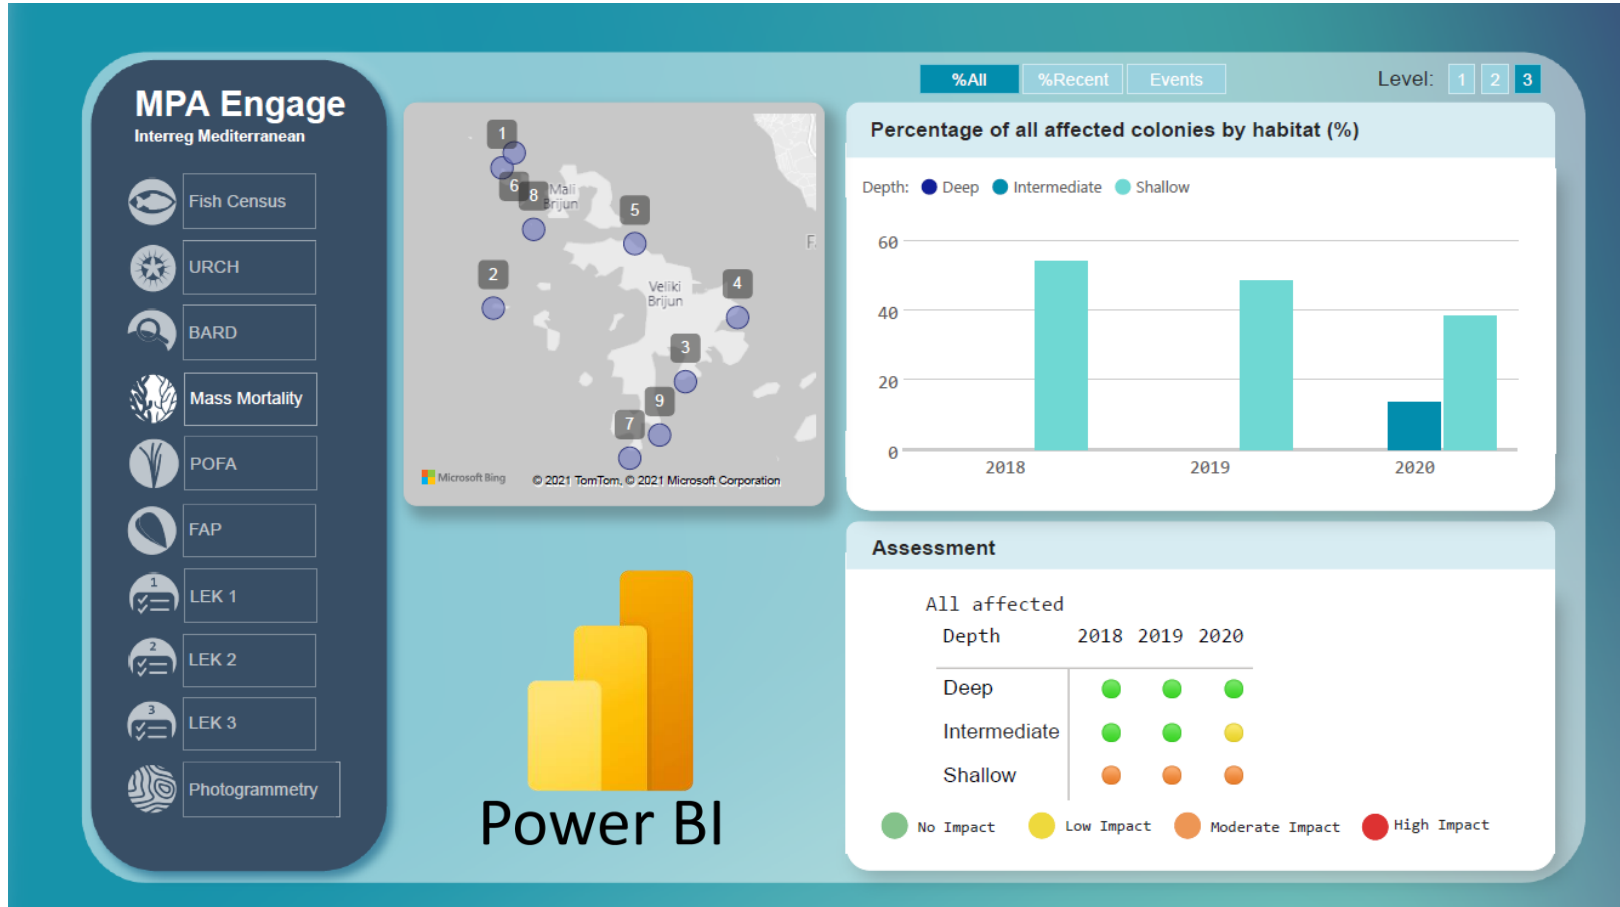 MPA Engage
Interreg Mediterranean
Fish Census
URCH
BARD
Mass Mortality
POFA
FAP
1
LEK 1
2
LEK 2
3
LEK 3
Photogrammetry
1
6
8
Mali
Brijun
5
2
4
Veliki
Brijun
3
9
7
F
Microsoft Bing
© 2021 TomTom, © 2021 Microsoft Corporation
Power BI
%All %Recent Events
Level: 1 2 3
Percentage of all affected colonies by habitat (%)
Depth: Deep Intermediate Shallow
60
40
20
0
2018 2019 2020
Assessment
All affected
Depth 2018 2019 2020
Deep
Intermediate
Shallow
No Impact Low Impact Moderate Impact High Impact